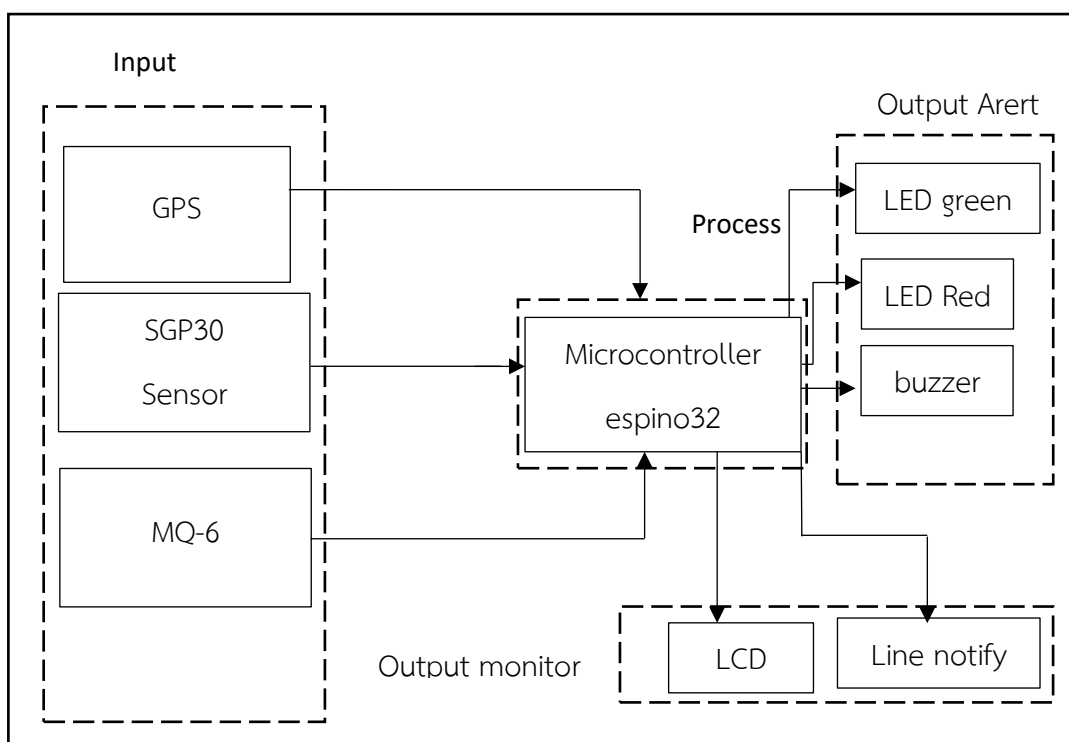 Input
GPS
SGP30
Sensor
MQ-6
Process
Microcontroller
espino32
Output Arert
LED green
LED Red
buzzer
Output monitor
LCD
Line notify